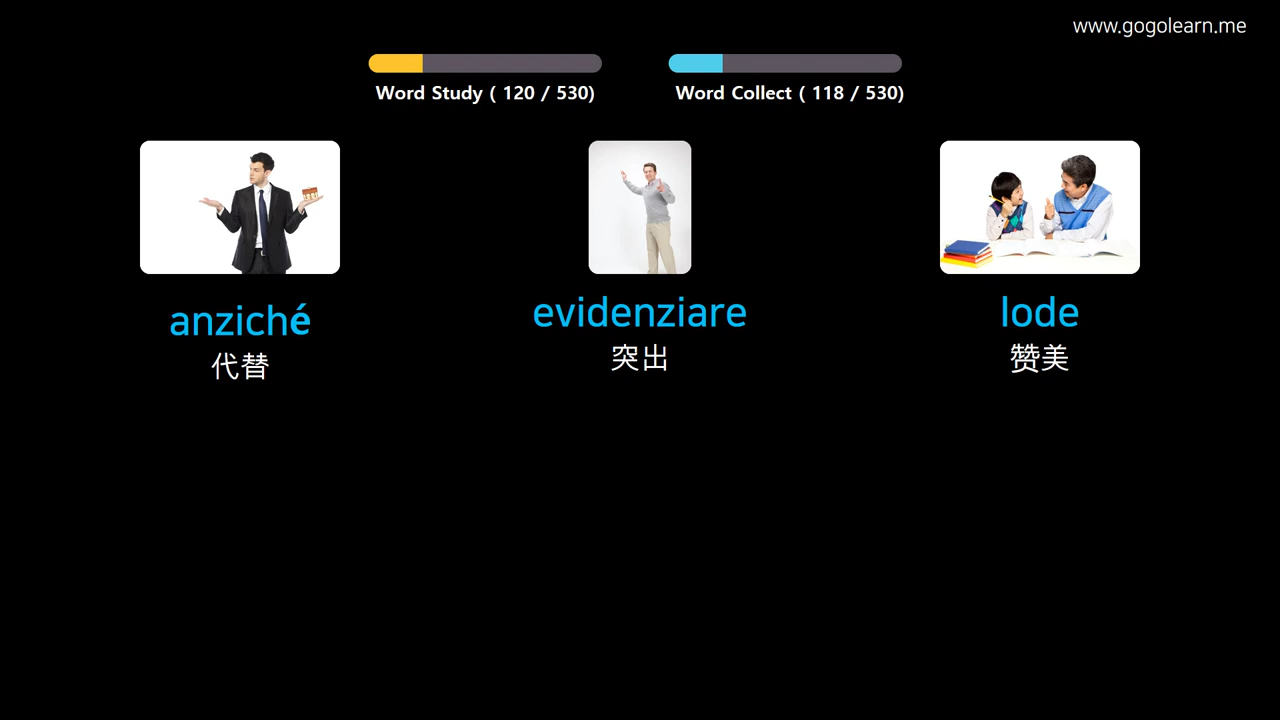 www.gogolearn.me
Word Study ( 120 / 530)
Word Collect ( 118 / 530)
anziché
代替
evidenziare
突出
lode
赞美